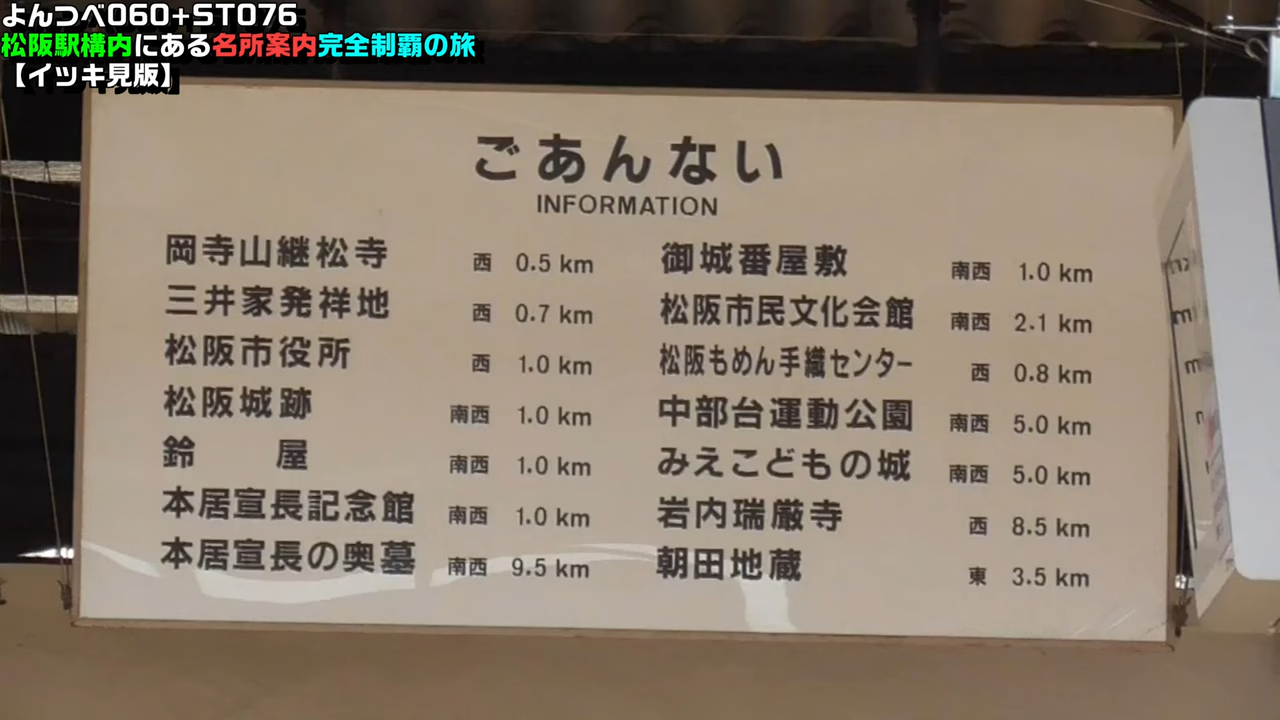 よんつべ060+ST076
松阪駅構内にある名所案内完全制覇の旅
【イッキ見版】
ごあんない
INFORMATION
岡寺山継松寺 西 0.5 km
三井家発祥地 西 0.7 km
松阪市役所 西 1.0 km
松阪城跡 南西 1.0 km
鈴屋 南西 1.0 km
本居宣長記念館 南西 1.0 km
本居宣長の奥墓 南西 9.5 km
御城番屋敷 南西 1.0 km
松阪市民文化会館 南西 2.1 km
松阪もめん手織センター 西 0.8 km
中部台運動公園 南西 5.0 km
みえこどもの城 南西 5.0 km
岩内瑞厳寺 西 8.5 km
朝田地蔵 東 3.5 km